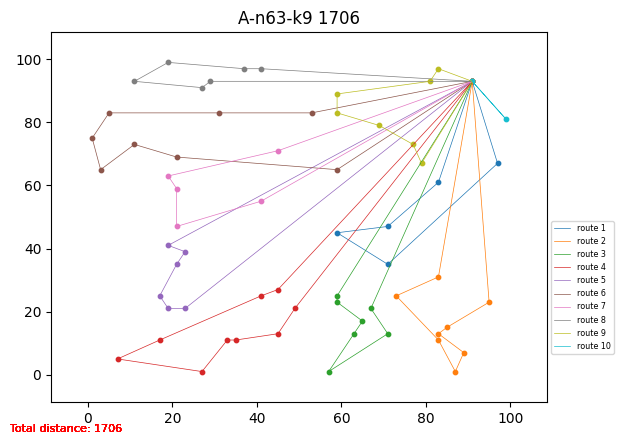 A-n63-k9 1706
100
80
60
40
20
0
0 20 40 60 80 100
route 1
route 2
route 3
route 4
route 5
route 6
route 7
route 8
route 9
route 10
Total distance: 1706